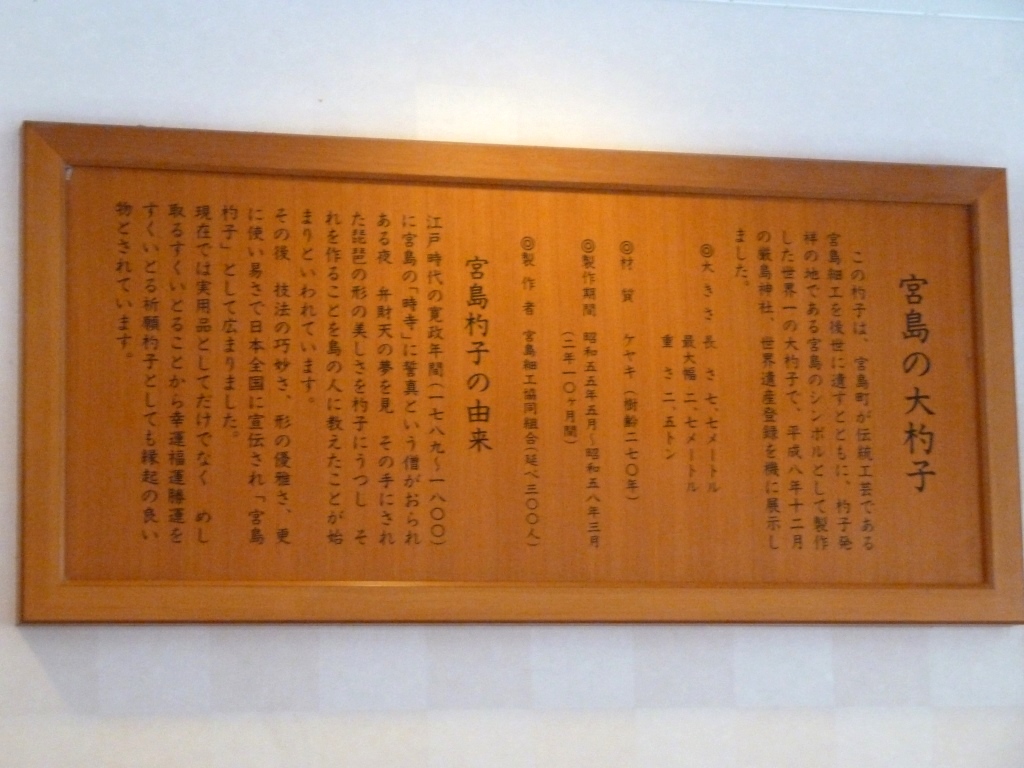 宮島の大杓子
この杓子は、宮島町が伝統工芸である
宮島細工を後世に遺すとともに、杓子発
祥の地である宮島のシンボルとして製作
した世界一の大杓子で、平成八年十二月
の厳島神社、世界遺産登録を機に展示し
ました。
◎大きさ 長さ 七、七メートル
最大幅 二、七メートル
重さ 二、五トン
◎材質 ケヤキ(樹齢二七〇年)
◎製作期間 昭和五五年五月~昭和五八年三月
(二年一〇ヶ月間)
◎製作者 宮島細工協同組合(延べ三〇〇人)
宮島杓子の由来
江戸時代の寛政年間(一七八九~一八〇〇)
に宮島の「時寺」に誓真という僧がおられ
ある夜 弁財天の夢を見 その手にされ
た琵琶の形の美しさを杓子にうつし そ
れを作ることを島の人に教えたことが始
まりといわれています。
その後 技法の巧妙さ、形の優雅さ、更
に使い易さで日本全国に宣伝され「宮島
杓子」として広まりました。
現在では実用品としてだけでなく めし
取るすくいとることから幸運福運勝運を
すくいとる祈願杓子としても縁起の良い
物とされています。